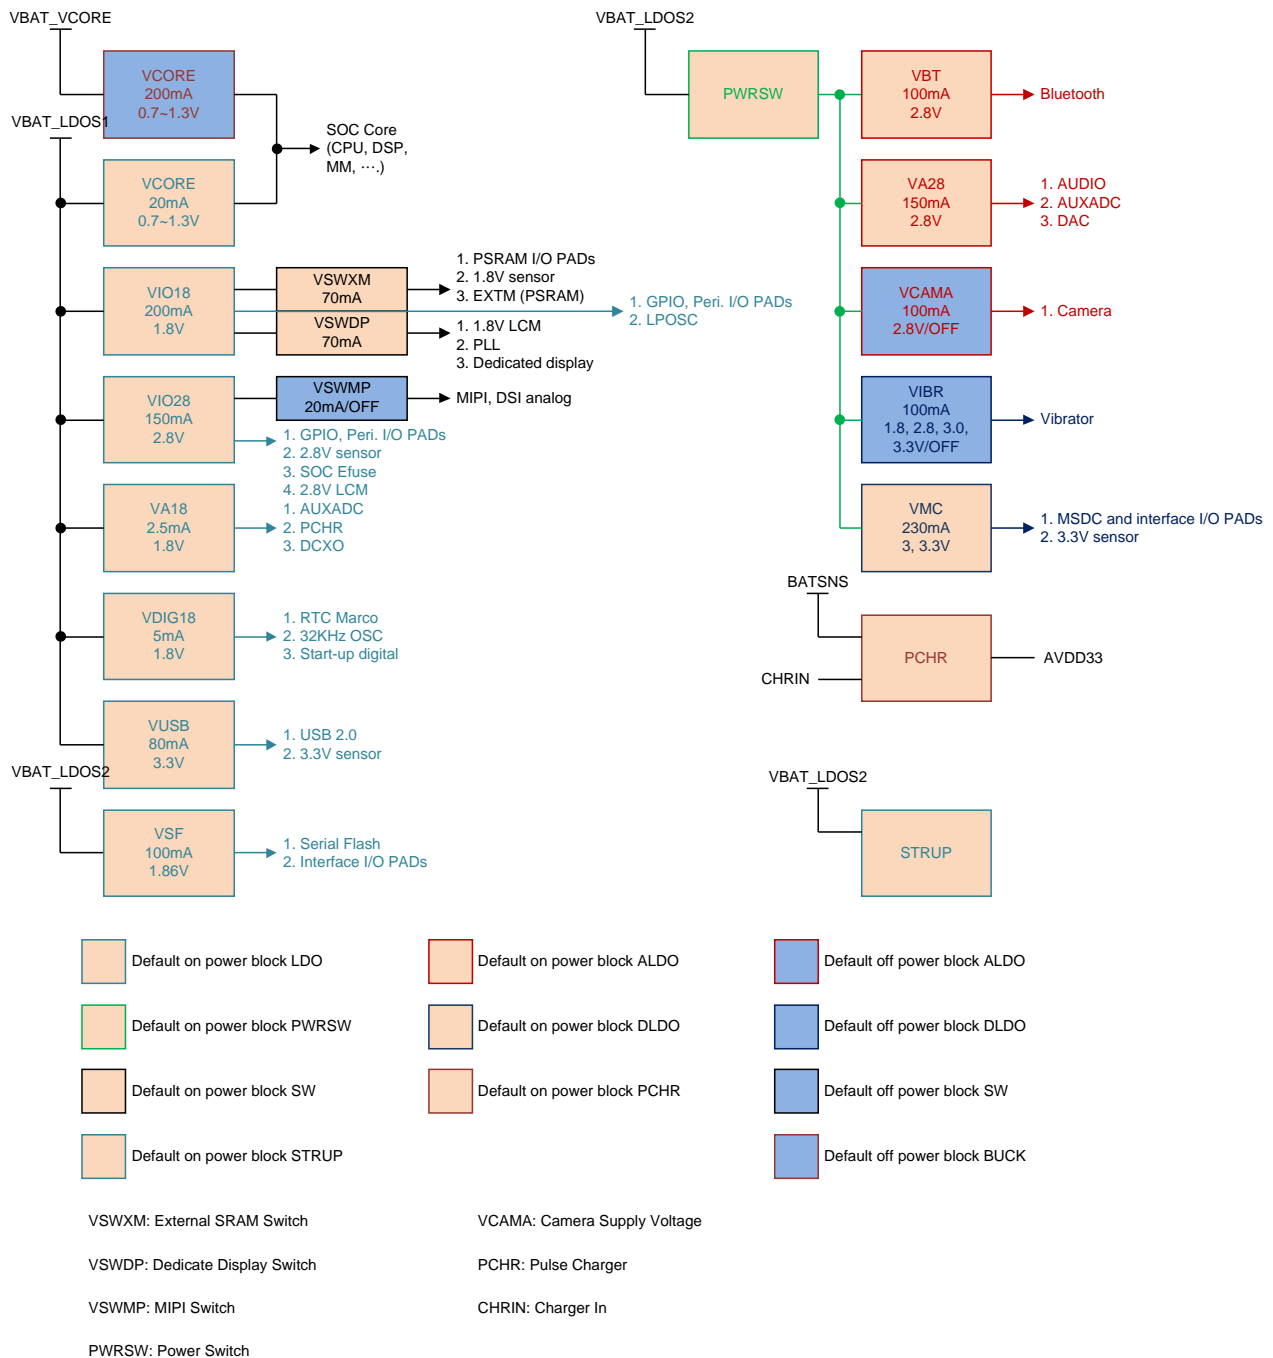 VBAT_VCORE
VCORE
200mA
0.7~1.3V
VBAT_LDOS1
SOC Core
(CPU, DSP,
MM, ….)
VCORE
20mA
0.7~1.3V
VIO18
200mA
1.8V
VSWXM
70mA
1. PSRAM I/O PADs
2. 1.8V sensor
3. EXTM (PSRAM)
1. GPIO, Peri. I/O PADs
2. LPOSC
VSWDP
70mA
1. 1.8V LCM
2. PLL
3. Dedicated display
VIO28
150mA
2.8V
VSWMP
20mA/OFF
MIPI, DSI analog
1. GPIO, Peri. I/O PADs
2. 2.8V sensor
3. SOC Efuse
4. 2.8V LCM
VA18
2.5mA
1.8V
1. AUXADC
2. PCHR
3. DCXO
VDIG18
5mA
1.8V
1. RTC Marco
2. 32KHz OSC
3. Start-up digital
VUSB
80mA
3.3V
1. USB 2.0
2. 3.3V sensor
VBAT_LDOS2
VSF
100mA
1.86V
1. Serial Flash
2. Interface I/O PADs
VBAT_LDOS2
PWRSW
VBT
100mA
2.8V
Bluetooth
VA28
150mA
2.8V
1. AUDIO
2. AUXADC
3. DAC
VCAMA
100mA
2.8V/OFF
1. Camera
VIBR
100mA
1.8, 2.8, 3.0,
3.3V/OFF
Vibrator
VMC
230mA
3, 3.3V
1. MSDC and interface I/O PADs
2. 3.3V sensor
BATSNS
CHRIN
PCHR
AVDD33
VBAT_LDOS2
STRUP
Default on power block LDO
Default on power block ALDO
Default off power block ALDO
Default on power block PWRSW
Default on power block DLDO
Default off power block DLDO
Default on power block SW
Default on power block PCHR
Default off power block SW
Default on power block STRUP
Default off power block BUCK
VSWXM: External SRAM Switch
VCAMA: Camera Supply Voltage
VSWDP: Dedicate Display Switch
PCHR: Pulse Charger
VSWMP: MIPI Switch
CHRIN: Charger In
PWRSW: Power Switch